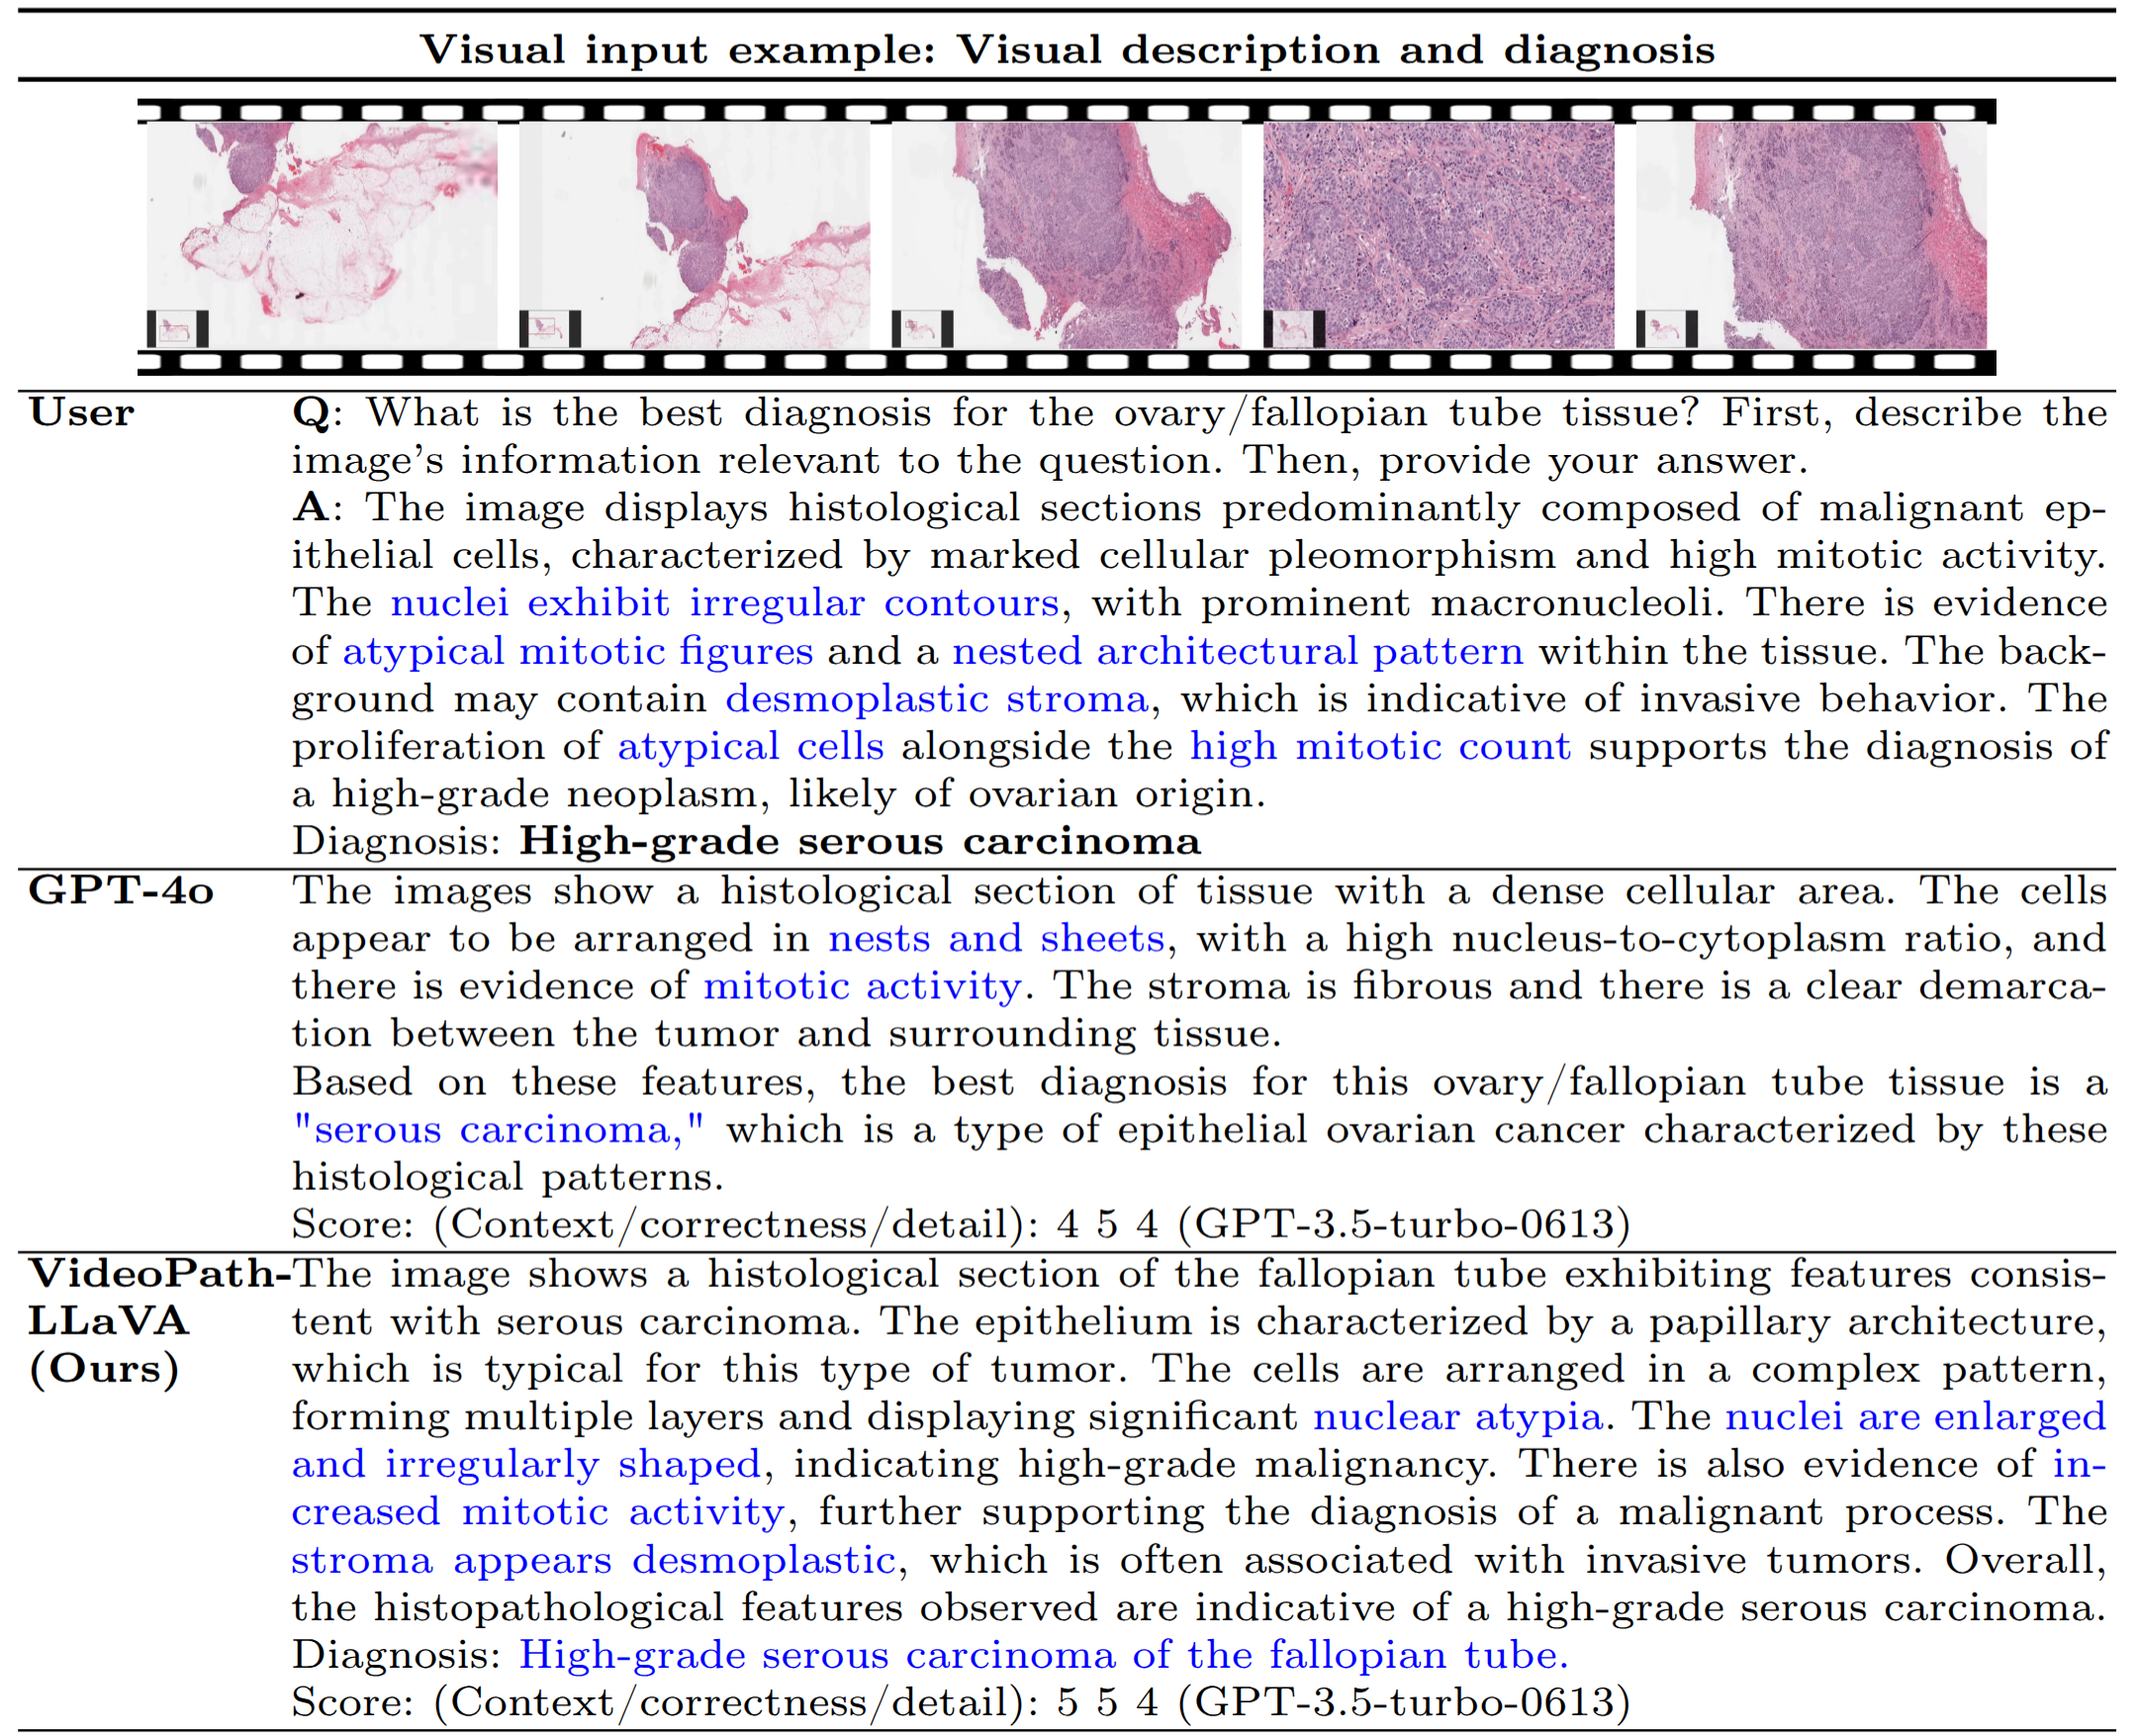 Visual input example: Visual description and diagnosis
User
Q: What is the best diagnosis for the ovary/fallopian tube tissue? First, describe the
image's information relevant to the question. Then, provide your answer.
A: The image displays histological sections predominantly composed of malignant ep-
ithelial cells, characterized by marked cellular pleomorphism and high mitotic activity.
The nuclei exhibit irregular contours, with prominent macronucleoli. There is evidence
of atypical mitotic figures and a nested architectural pattern within the tissue. The back-
ground may contain desmoplastic stroma, which is indicative of invasive behavior. The
proliferation of atypical cells alongside the high mitotic count supports the diagnosis of
a high-grade neoplasm, likely of ovarian origin.
Diagnosis: High-grade serous carcinoma
GPT-4o
The images show a histological section of tissue with a dense cellular area. The cells
appear to be arranged in nests and sheets, with a high nucleus-to-cytoplasm ratio, and
there is evidence of mitotic activity. The stroma is fibrous and there is a clear demarca-
tion between the tumor and surrounding tissue.
Based on these features, the best diagnosis for this ovary/fallopian tube tissue is a
"serous carcinoma," which is a type of epithelial ovarian cancer characterized by these
histological patterns.
Score: (Context/correctness/detail): 4 5 4 (GPT-3.5-turbo-0613)
VideoPath-
LLaVA
(Ours)
The image shows a histological section of the fallopian tube exhibiting features consis-
tent with serous carcinoma. The epithelium is characterized by a papillary architecture,
which is typical for this type of tumor. The cells are arranged in a complex pattern,
forming multiple layers and displaying significant nuclear atypia. The nuclei are enlarged
and irregularly shaped, indicating high-grade malignancy. There is also evidence of in-
creased mitotic activity, further supporting the diagnosis of a malignant process. The
stroma appears desmoplastic, which is often associated with invasive tumors. Overall,
the histopathological features observed are indicative of a high-grade serous carcinoma.
Diagnosis: High-grade serous carcinoma of the fallopian tube.
Score: (Context/correctness/detail): 5 5 4 (GPT-3.5-turbo-0613)